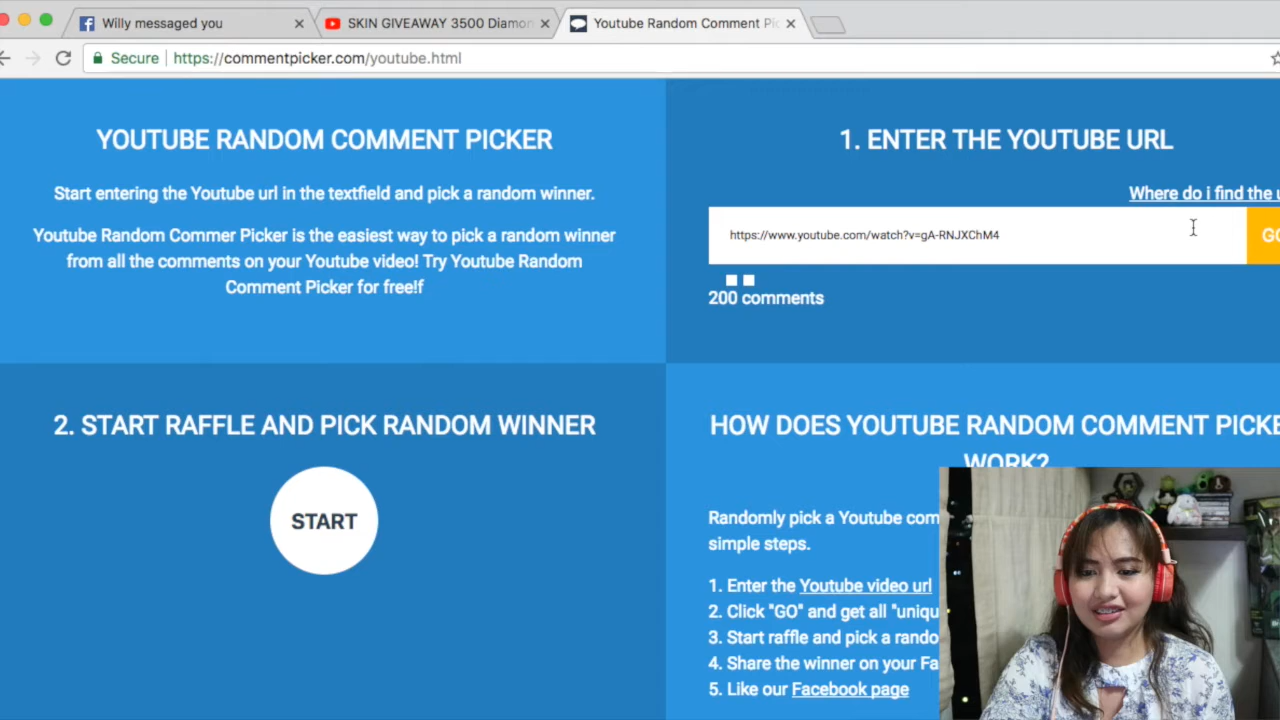 Willy messaged you
SKIN GIVEAWAY 3500 Diamon
Youtube Random Comment Pic
Secure https://commentpicker.com/youtube.html
YOUTUBE RANDOM COMMENT PICKER
Start entering the Youtube url in the textfield and pick a random winner.
Youtube Random Commer Picker is the easiest way to pick a random winner
from all the comments on your Youtube video! Try Youtube Random
Comment Picker for free!f
1. ENTER THE YOUTUBE URL
Where do i find the u
https://www.youtube.com/watch?v=gA-RNJXChM4
GO
200 comments
2. START RAFFLE AND PICK RANDOM WINNER
START
HOW DOES YOUTUBE RANDOM COMMENT PICKE
WORK?
Randomly pick a Youtube com
simple steps.
1. Enter the Youtube video url
2. Click "GO" and get all "uniqu
3. Start raffle and pick a rando
4. Share the winner on your Fa
5. Like our Facebook page